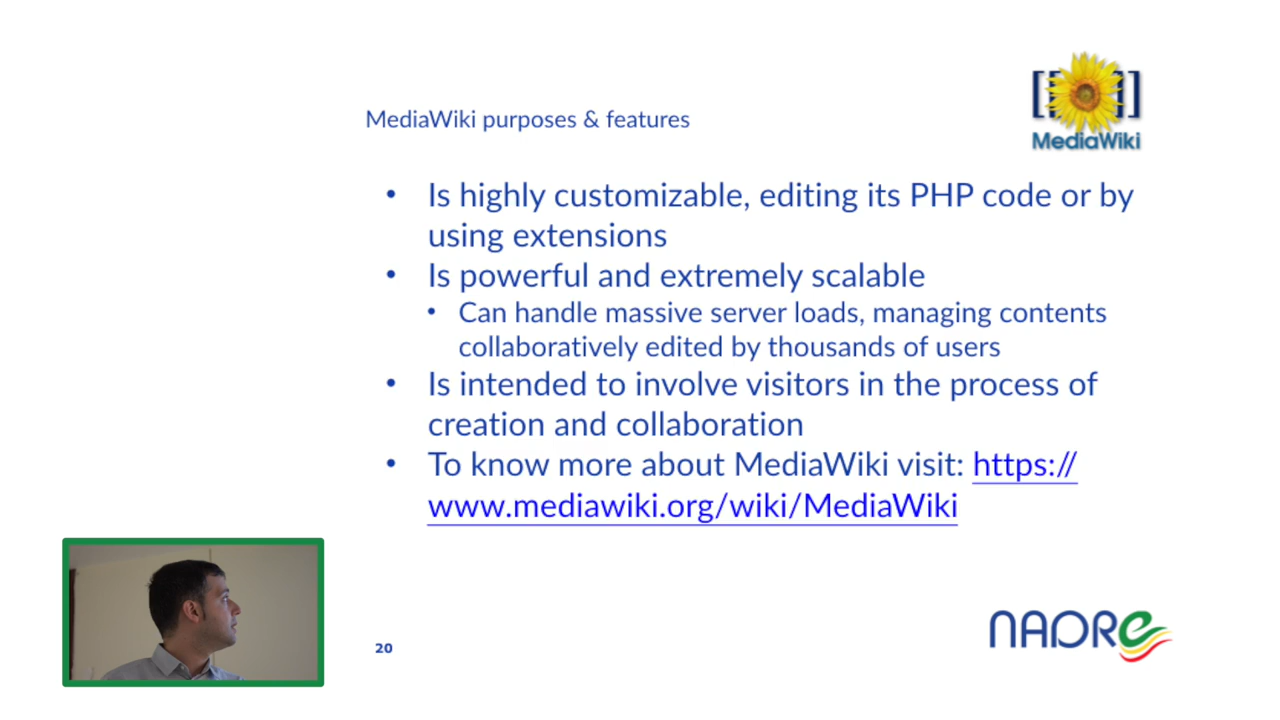 [[ ]]
MediaWiki
MediaWiki purposes & features
• Is highly customizable, editing its PHP code or by
using extensions
• Is powerful and extremely scalable
• Can handle massive server loads, managing contents
collaboratively edited by thousands of users
• Is intended to involve visitors in the process of
creation and collaboration
• To know more about MediaWiki visit: https://
www.mediawiki.org/wiki/MediaWiki
NADRe
20